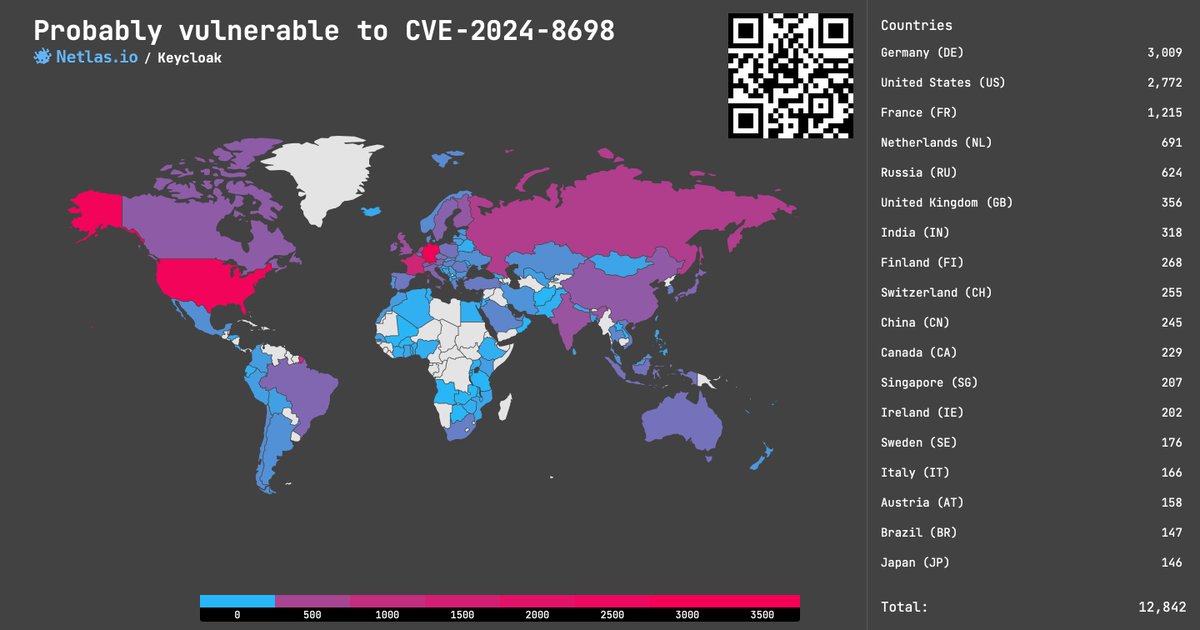 Probably vulnerable to CVE-2024-8698
Netlas.io / Keycloak
Countries
Germany (DE) 3,009
United States (US) 2,772
France (FR) 1,215
Netherlands (NL) 691
Russia (RU) 624
United Kingdom (GB) 356
India (IN) 318
Finland (FI) 268
Switzerland (CH) 255
China (CN) 245
Canada (CA) 229
Singapore (SG) 207
Ireland (IE) 202
Sweden (SE) 176
Italy (IT) 166
Austria (AT) 158
Brazil (BR) 147
Japan (JP) 146
Total: 12,842
0 500 1000 1500 2000 2500 3000 3500